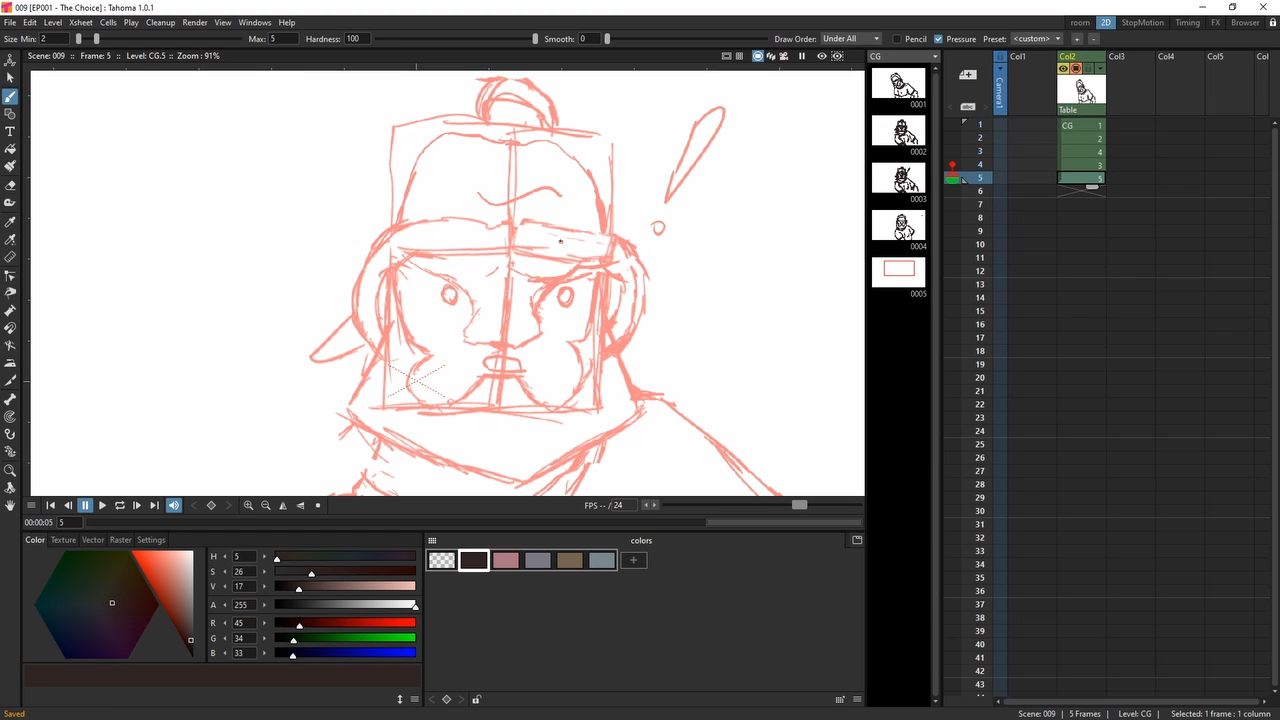 009 [EP001 - The Choice] : Tahoma 1.0.1
File Edit Level Xsheet Cells Play Cleanup Render View Windows Help
room 2D StopMotion Timing FX Browser
Size Min: 2 Max: 5 Hardness: 100 Smooth: 0 Draw Order: Under All Pencil Pressure Preset: <custom> + -
Scene: 009 :: Frame: 5 :: Level: CG.5 :: Zoom: 91%
CG
0001
0002
0003
0004
0005
Camera1
Col1 Col2 Col3 Col4 Col5 Col
Table
1 CG 1
2 2
3 4
4 3
5 5
6
7
8
9
10
11
12
13
14
15
16
17
18
19
20
21
22
23
24
25
26
27
28
29
30
31
32
33
34
35
36
37
38
39
40
41
42
43
FPS -- / 24
00:00:05 5
Color Texture Vector Raster Settings
H 5
S 26
V 17
A 255
R 45
G 34
B 33
colors
Saved
Scene: 009 | 5 Frames | Level: CG | Selected: 1 frame : 1 column